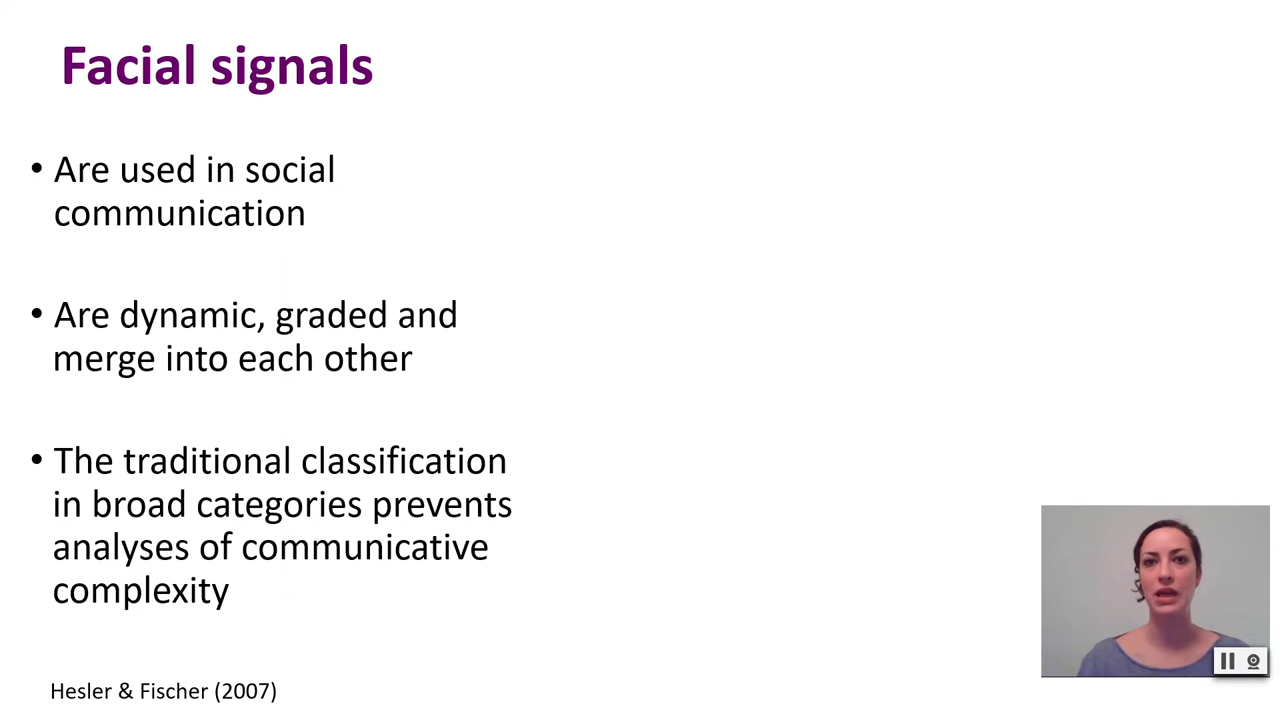 Facial signals
• Are used in social
communication
• Are dynamic, graded and
merge into each other
• The traditional classification
in broad categories prevents
analyses of communicative
complexity
Hesler & Fischer (2007)